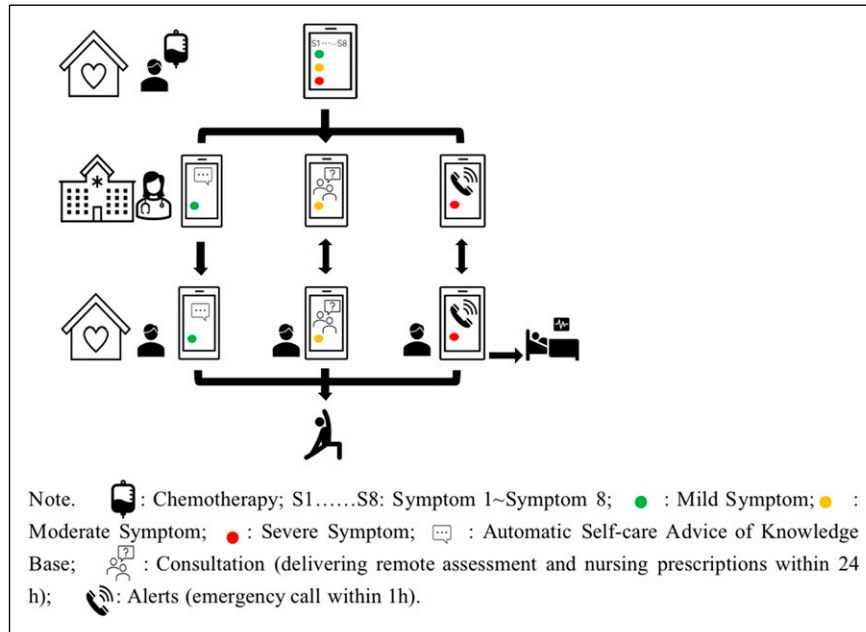 S1·····S8
Note. : Chemotherapy; S1......S8: Symptom 1~Symptom 8; : Mild Symptom; :
Moderate Symptom; : Severe Symptom; : Automatic Self-care Advice of Knowledge
Base; : Consultation (delivering remote assessment and nursing prescriptions within 24
h); : Alerts (emergency call within 1h).